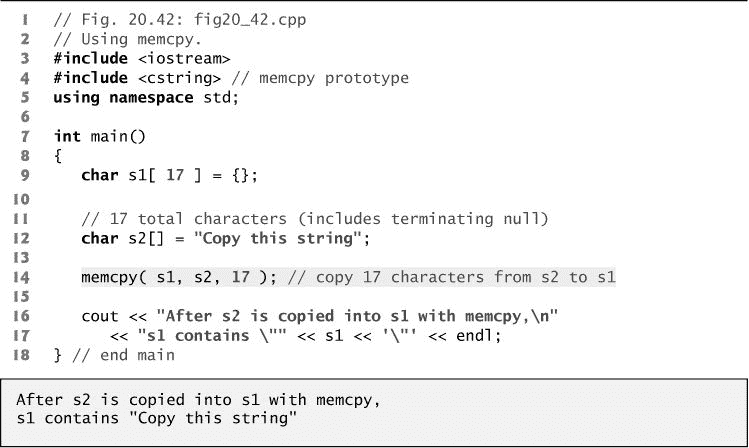 1 // Fig. 20.42: fig20_42.cpp
2 // Using memcpy.
3 #include <iostream>
4 #include <cstring> // memcpy prototype
5 using namespace std;
6
7 int main()
8 {
9 char s1[ 17 ] = {};
10
11 // 17 total characters (includes terminating null)
12 char s2[] = "Copy this string";
13
14 memcpy( s1, s2, 17 ); // copy 17 characters from s2 to s1
15
16 cout << "After s2 is copied into s1 with memcpy,\n"
17 << "s1 contains \"" << s1 << '\"' << endl;
18 } // end main
After s2 is copied into s1 with memcpy,
s1 contains "Copy this string"